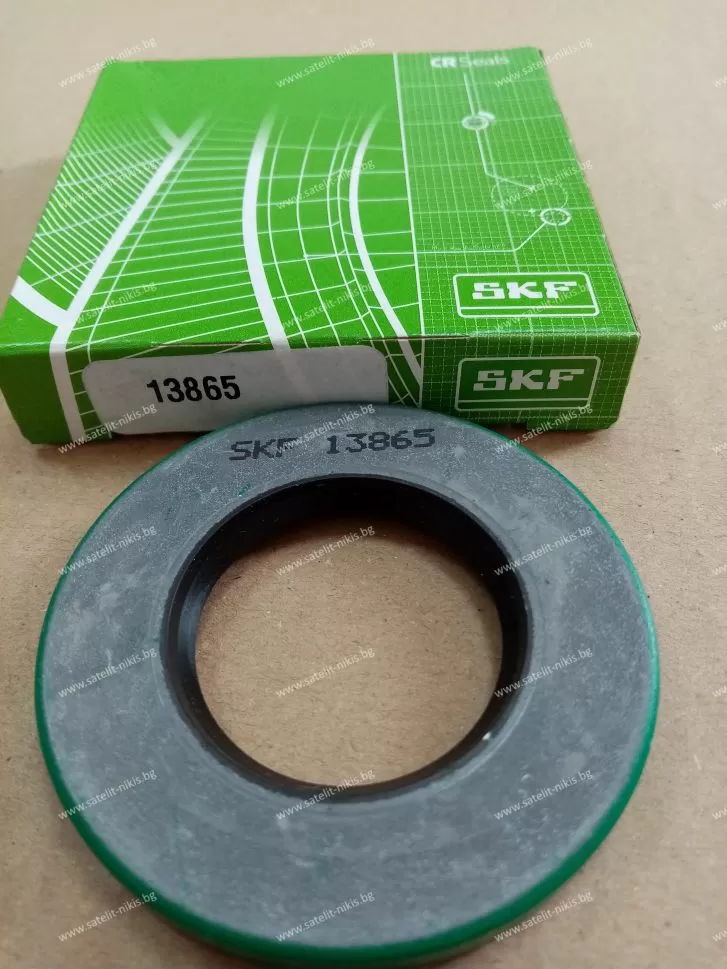 CR Seals
SKF
SKF
13865
SKF 13865
www.satelit-nikis.bg